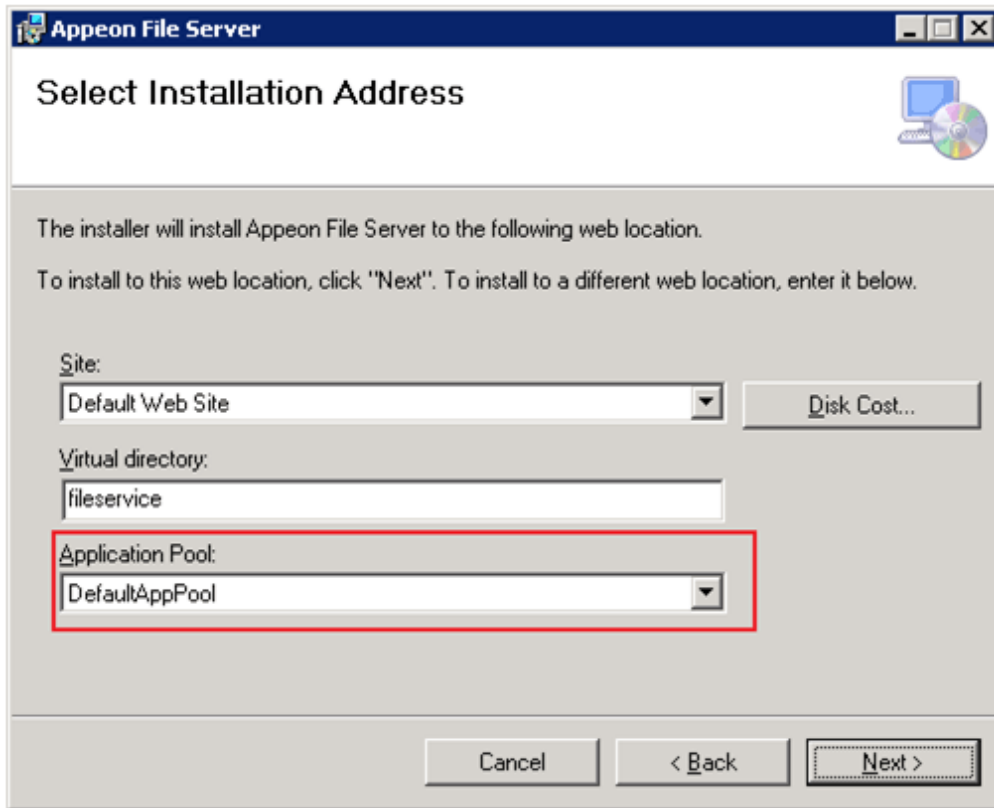 Appeon File Server
Select Installation Address
The installer will install Appeon File Server to the following web location.
To install to this web location, click "Next". To install to a different web location, enter it below.
Site:
Default Web Site
Disk Cost...
Virtual directory:
fileservice
Application Pool:
DefaultAppPool
Cancel
< Back
Next >